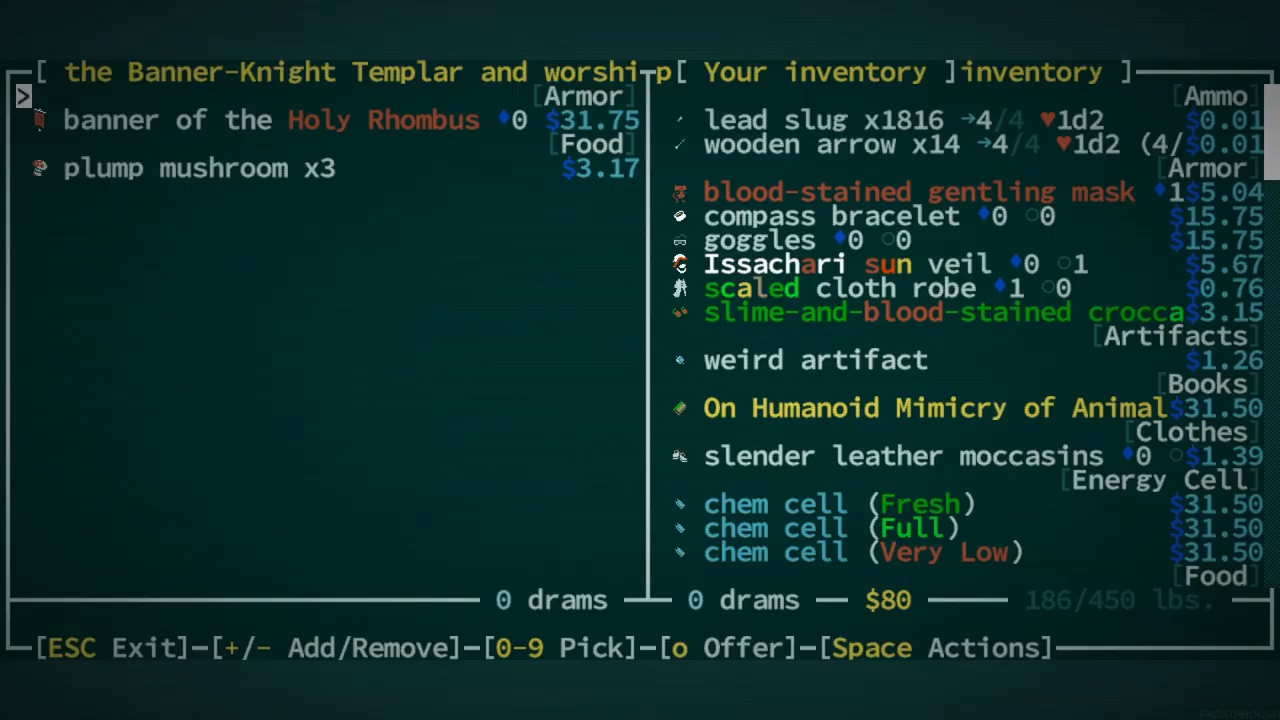 [ the Banner-Knight Templar and worship[ Your inventory ]inventory ]
>
[Armor]
banner of the Holy Rhombus ♦0 $31.75
[Food]
plump mushroom x3 $3.17
[Ammo]
lead slug x1816 →4/4 ♥1d2 $0.01
wooden arrow x14 →4/4 ♥1d2 (4/$0.01
[Armor]
blood-stained gentling mask ♦1$5.04
compass bracelet ♦0 ○0 $15.75
goggles ♦0 ○0 $15.75
Issachari sun veil ♦0 ○1 $5.67
scaled cloth robe ♦1 ○0 $0.76
slime-and-blood-stained crocca$3.15
[Artifacts]
weird artifact $1.26
[Books]
On Humanoid Mimicry of Animal$31.50
[Clothes]
slender leather moccasins ♦0 ○$1.39
[Energy Cell]
chem cell (Fresh) $31.50
chem cell (Full) $31.50
chem cell (Very Low) $31.50
[Food]
0 drams 0 drams $80 186/450 lbs.
[ESC Exit]-[+/- Add/Remove]-[0-9 Pick]-[o Offer]-[Space Actions]